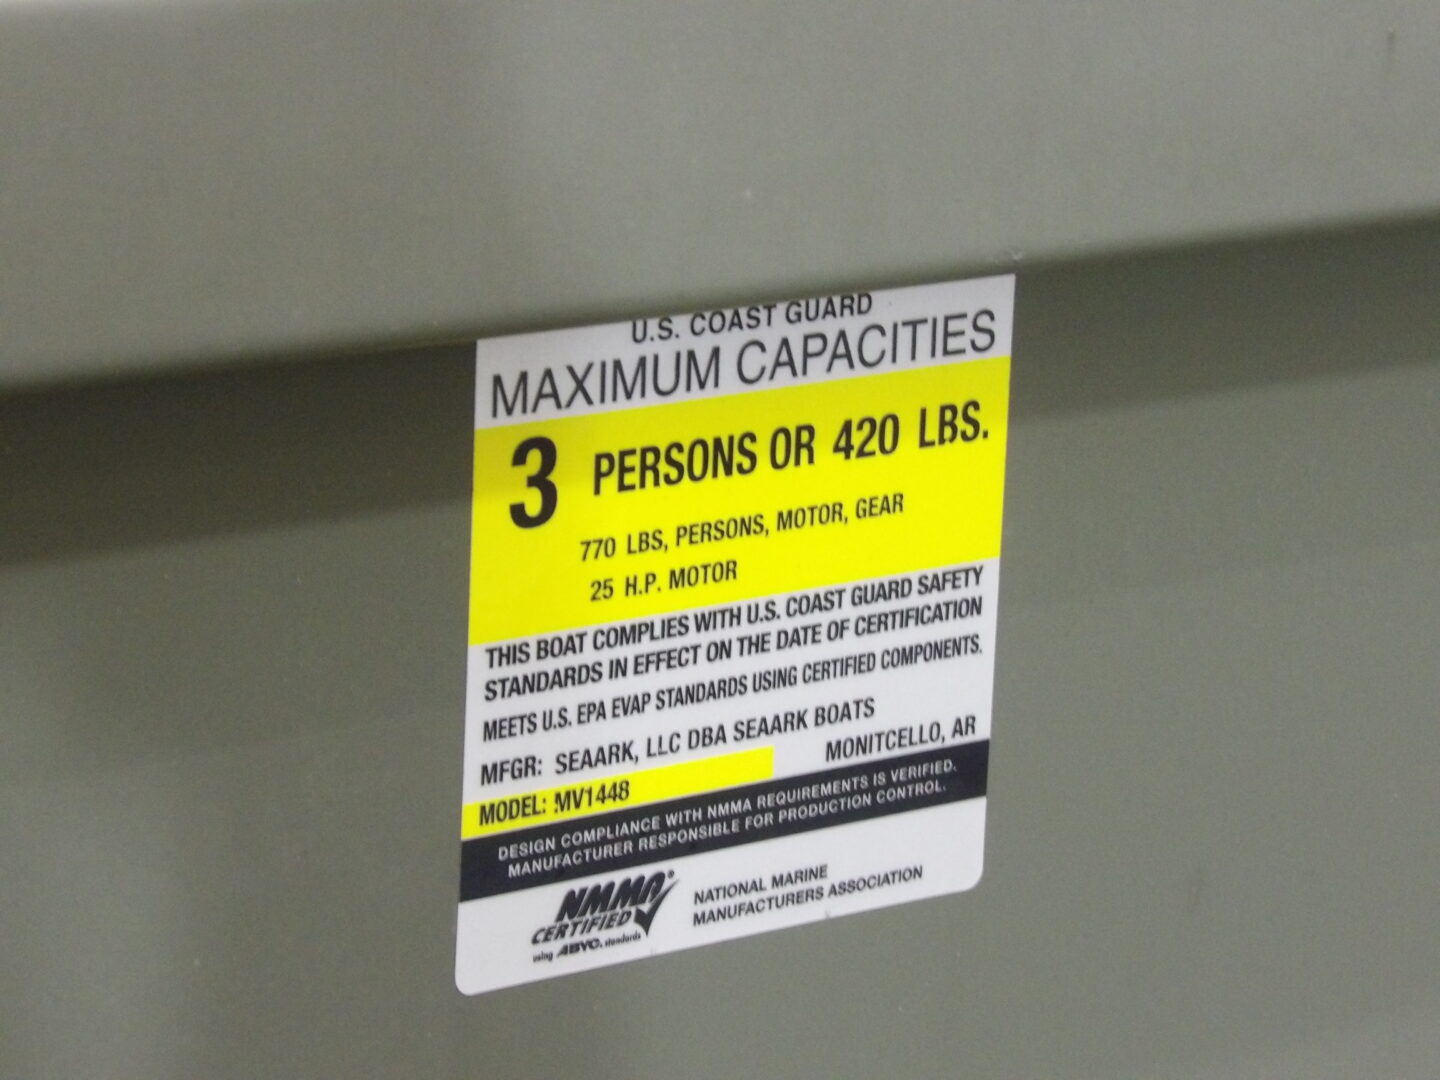 U.S. COAST GUARD
MAXIMUM CAPACITIES
3 PERSONS OR 420 LBS.
770 LBS, PERSONS, MOTOR, GEAR
25 H.P. MOTOR
THIS BOAT COMPLIES WITH U.S. COAST GUARD SAFETY
STANDARDS IN EFFECT ON THE DATE OF CERTIFICATION
MEETS U.S. EPA EVAP STANDARDS USING CERTIFIED COMPONENTS.
MFGR: SEAARK, LLC DBA SEAARK BOATS
MONITCELLO, AR
MODEL: MV1448
DESIGN COMPLIANCE WITH NMMA REQUIREMENTS IS VERIFIED.
MANUFACTURER RESPONSIBLE FOR PRODUCTION CONTROL.
NMMA®
CERTIFIED
using ABYC. standards
NATIONAL MARINE
MANUFACTURERS ASSOCIATION